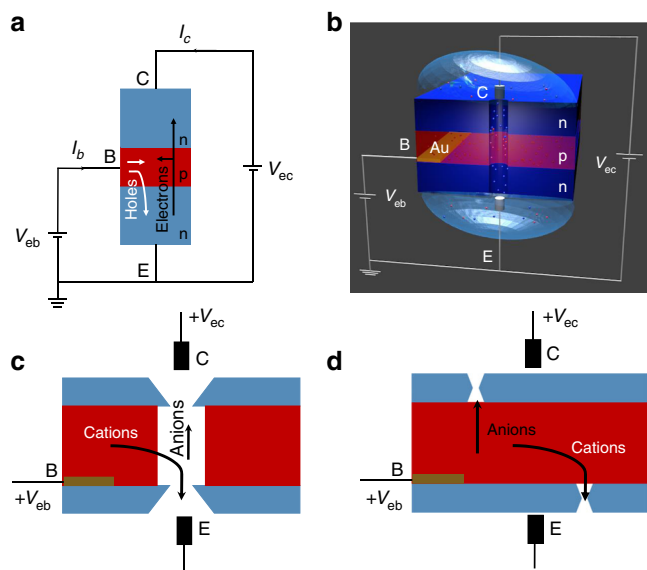 a
I_c
C
n
I_b
B
p
V_ec
Holes
Electrons
V_eb
n
E
b
C
n
B
Au
p
V_ec
V_eb
n
E
+V_ec
c
C
Cations
Anions
B
+V_eb
E
+V_ec
d
C
Anions
Cations
B
+V_eb
E